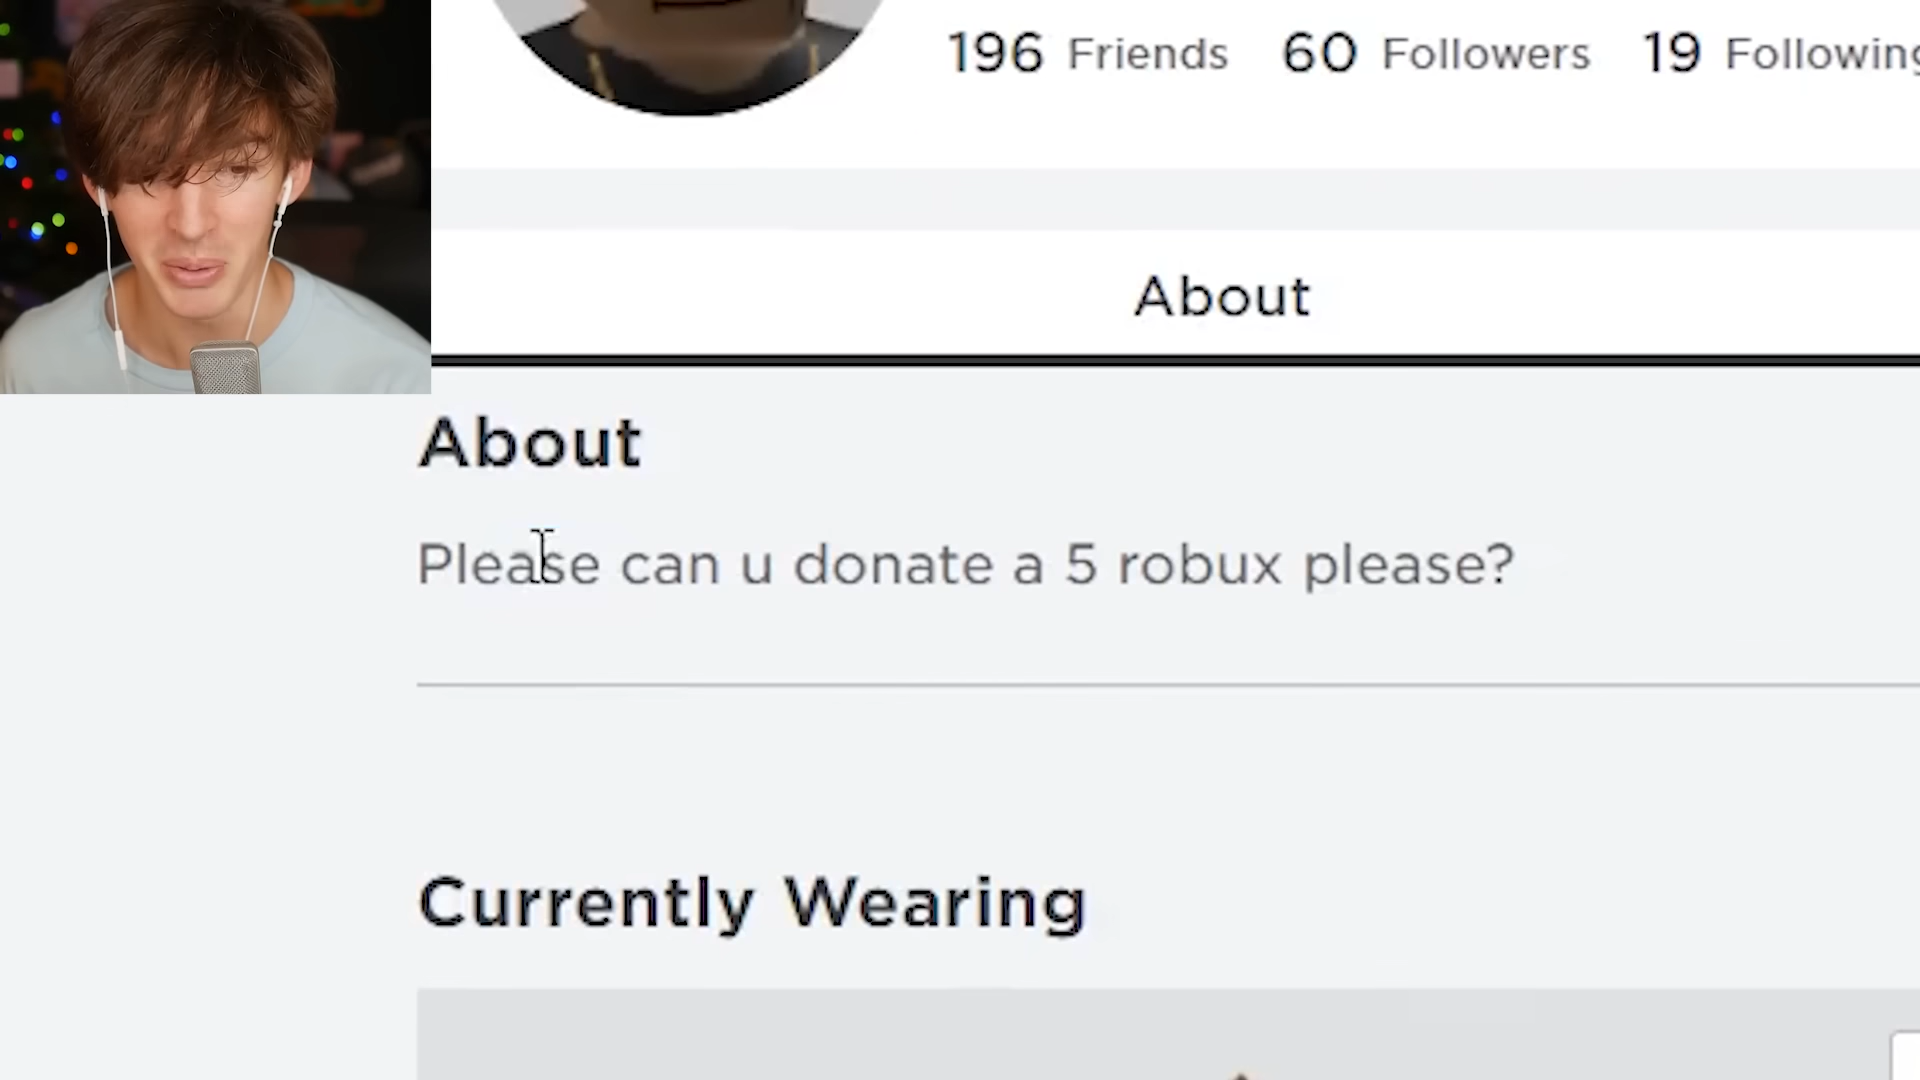 196 Friends 60 Followers 19 Following
About
About
Please can u donate a 5 robux please?
Currently Wearing